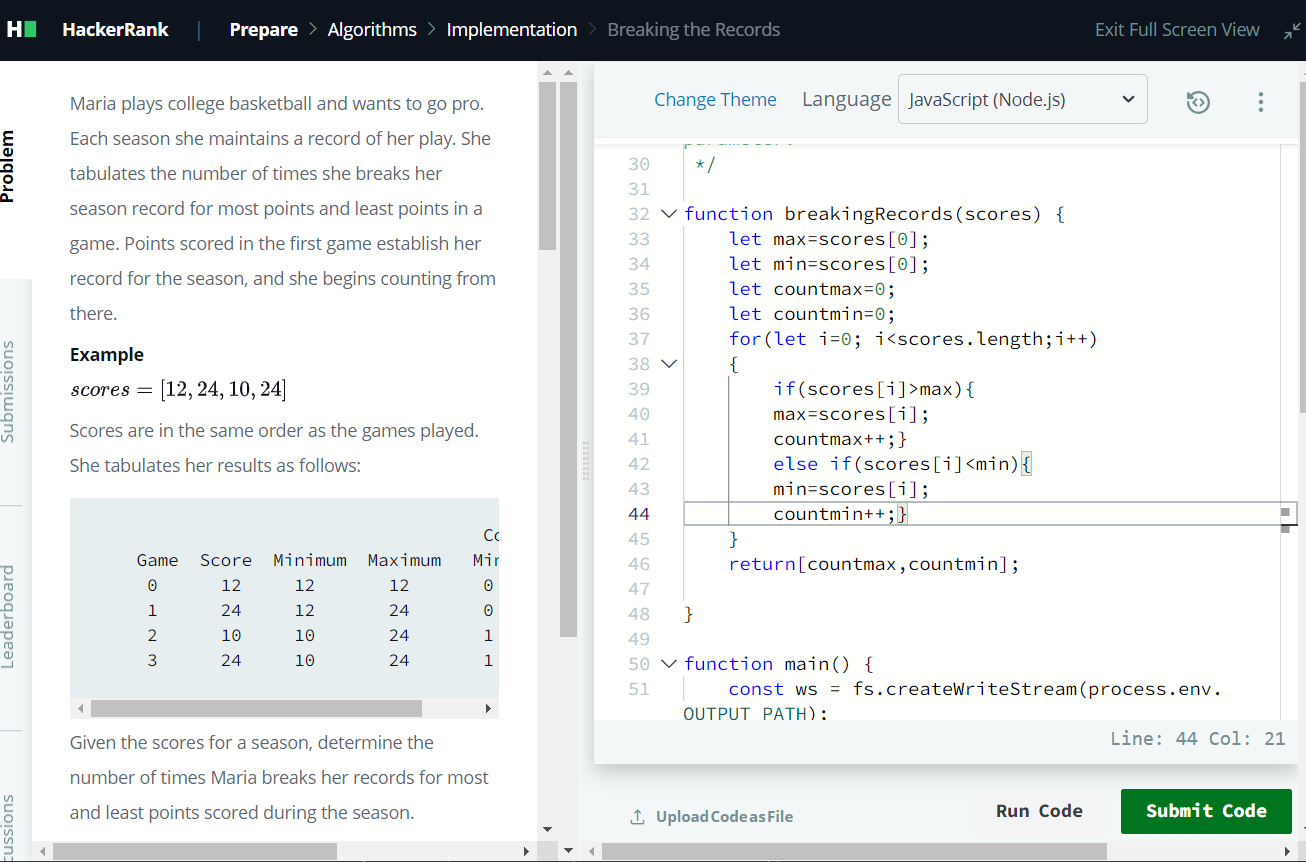 HackerRank | Prepare > Algorithms > Implementation > Breaking the Records Exit Full Screen View
Problem
Submissions
Leaderboard
Maria plays college basketball and wants to go pro.
Each season she maintains a record of her play. She
tabulates the number of times she breaks her
season record for most points and least points in a
game. Points scored in the first game establish her
record for the season, and she begins counting from
there.
Example
scores = [12, 24, 10, 24]
Scores are in the same order as the games played.
She tabulates her results as follows:
Game Score Minimum Maximum
0 12 12 12 0
1 24 12 24 0
2 10 10 24 1
3 24 10 24 1
Given the scores for a season, determine the
number of times Maria breaks her records for most
and least points scored during the season.
Change Theme Language JavaScript (Node.js)
30 */
31
32 function breakingRecords(scores) {
33 let max=scores[0];
34 let min=scores[0];
35 let countmax=0;
36 let countmin=0;
37 for(let i=0; i<scores.length;i++)
38 {
39 if(scores[i]>max){
40 max=scores[i];
41 countmax++;}
42 else if(scores[i]<min){
43 min=scores[i];
44 countmin++;}
45 }
46 return[countmax,countmin];
47
48 }
49
50 function main() {
51 const ws = fs.createWriteStream(process.env.
OUTPUT_PATH);
Line: 44 Col: 21
Upload Code as File
Run Code
Submit Code